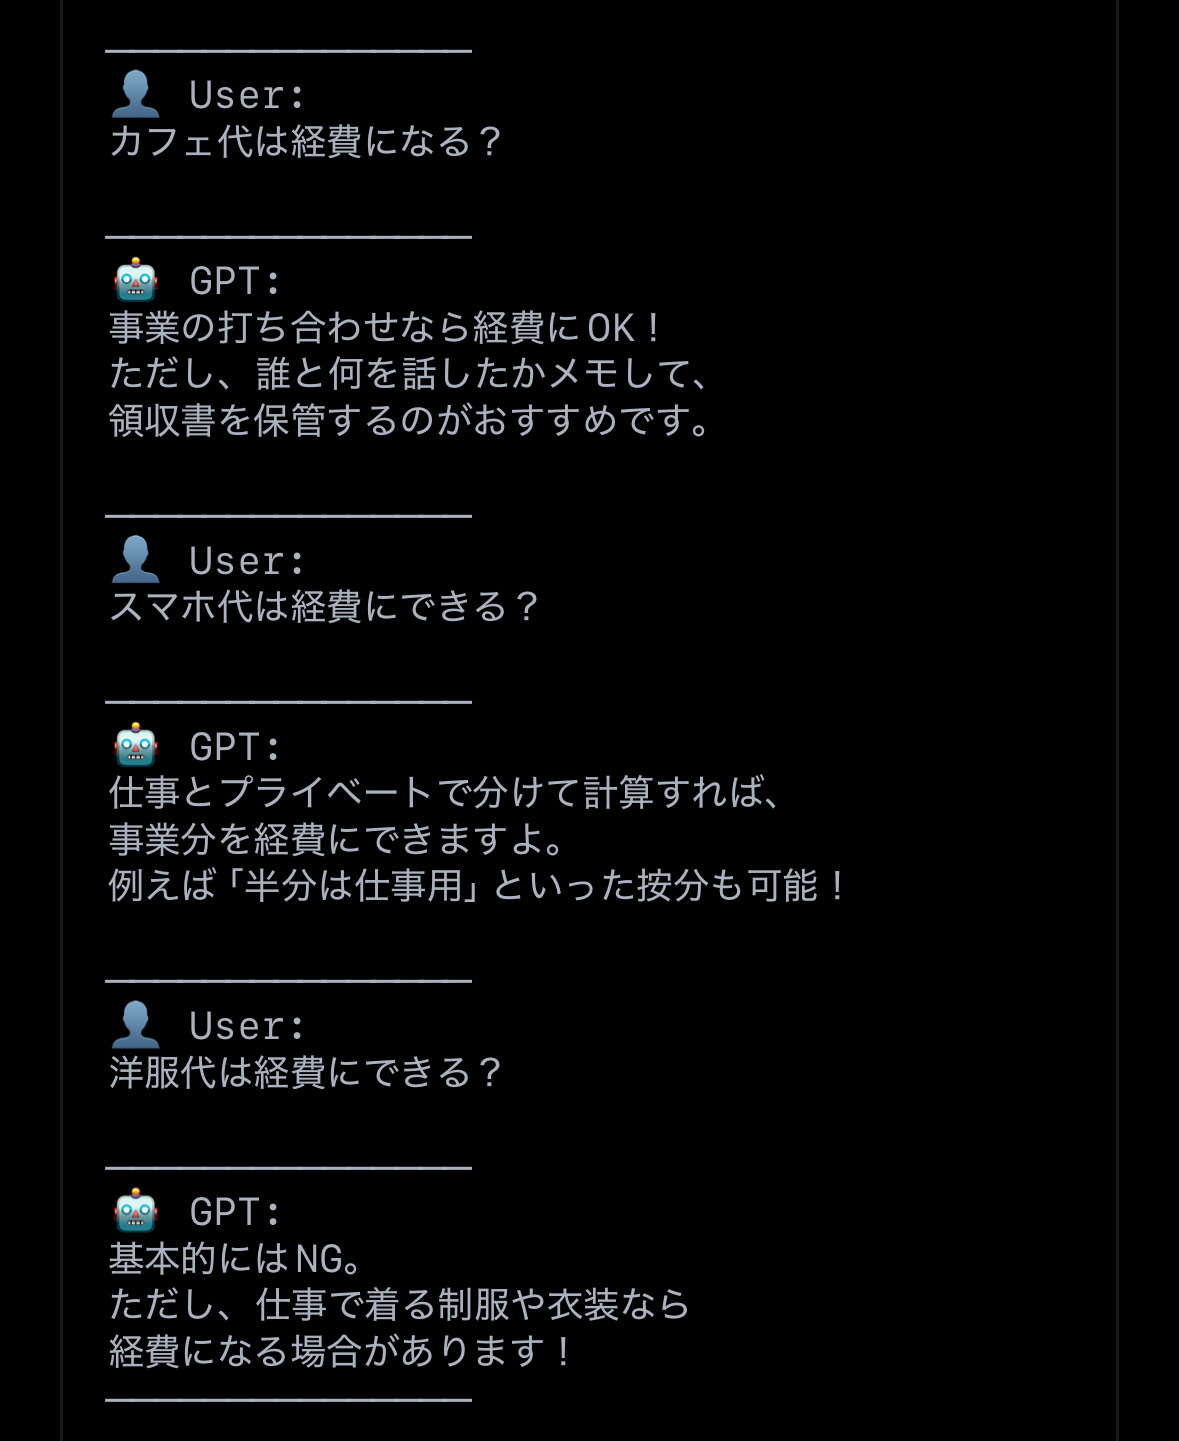 User:
カフェ代は経費になる？
GPT:
事業の打ち合わせなら経費にOK！
ただし、誰と何を話したかメモして、
領収書を保管するのがおすすめです。
User:
スマホ代は経費にできる？
GPT:
仕事とプライベートで分けて計算すれば、
事業分を経費にできますよ。
例えば「半分は仕事用」といった按分も可能！
User:
洋服代は経費にできる？
GPT:
基本的にはNG。
ただし、仕事で着る制服や衣装なら
経費になる場合があります！